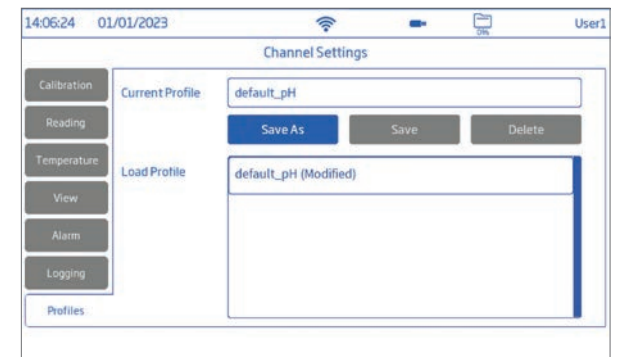 14:06:24 01/01/2023 0% User1
Channel Settings
Calibration
Current Profile default_pH
Reading
Save As Save Delete
Temperature
Load Profile default_pH (Modified)
View
Alarm
Logging
Profiles